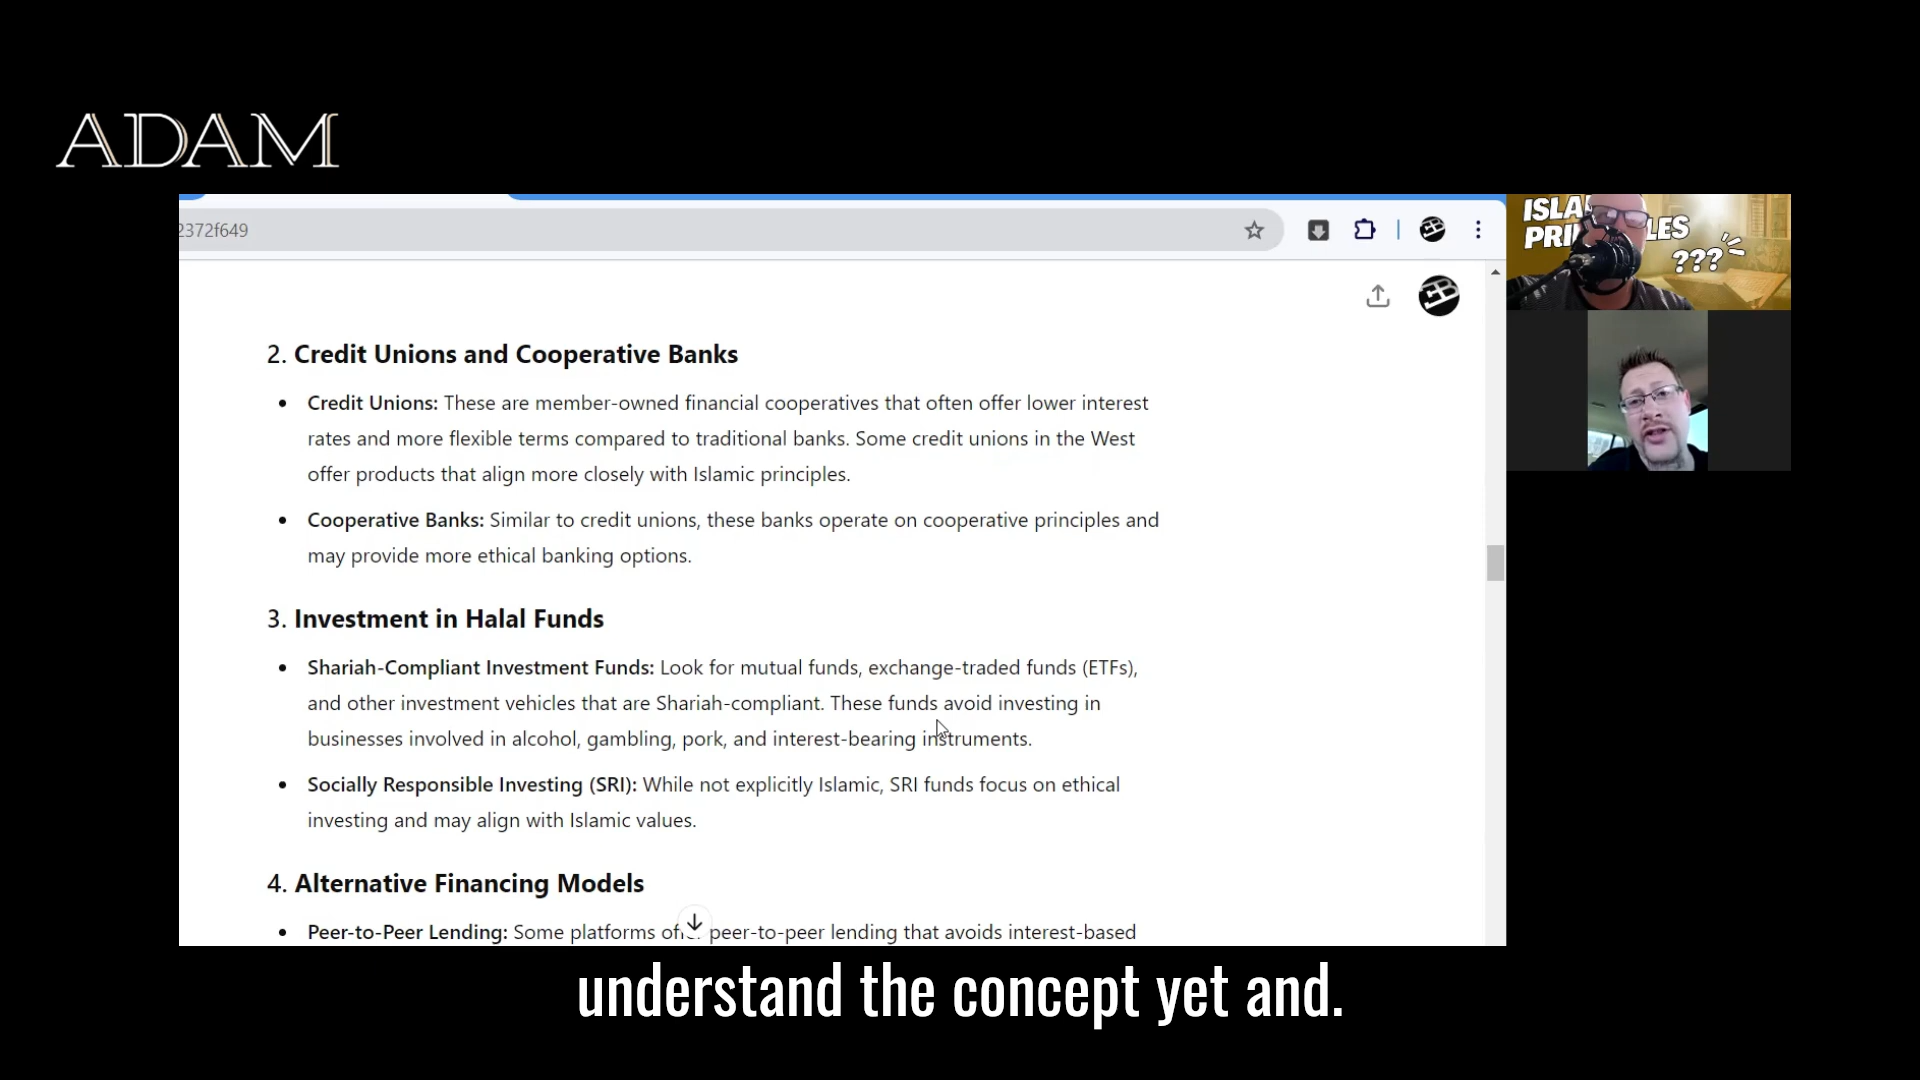 ADAM
2372f649
2. Credit Unions and Cooperative Banks
• Credit Unions: These are member-owned financial cooperatives that often offer lower interest
rates and more flexible terms compared to traditional banks. Some credit unions in the West
offer products that align more closely with Islamic principles.
• Cooperative Banks: Similar to credit unions, these banks operate on cooperative principles and
may provide more ethical banking options.
3. Investment in Halal Funds
• Shariah-Compliant Investment Funds: Look for mutual funds, exchange-traded funds (ETFs),
and other investment vehicles that are Shariah-compliant. These funds avoid investing in
businesses involved in alcohol, gambling, pork, and interest-bearing instruments.
• Socially Responsible Investing (SRI): While not explicitly Islamic, SRI funds focus on ethical
investing and may align with Islamic values.
4. Alternative Financing Models
• Peer-to-Peer Lending: Some platforms peer-to-peer lending that avoids interest-based
???
understand the concept yet and.